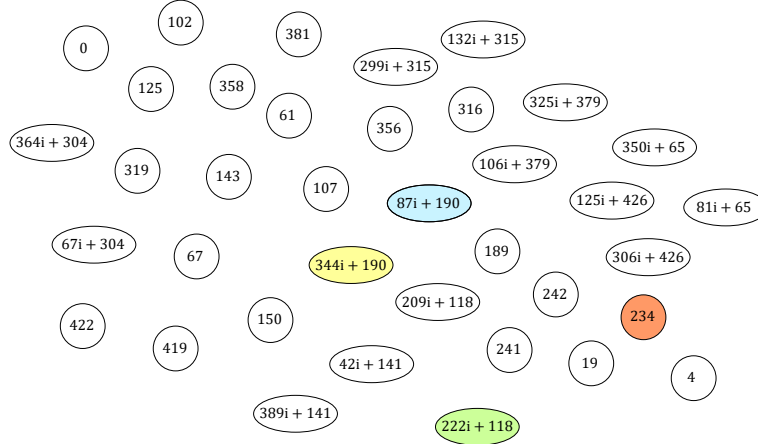 102
381
0
132i + 315
299i + 315
125
358
61
316
325i + 379
356
364i + 304
350i + 65
319
143
107
106i + 379
125i + 426
87i + 190
81i + 65
67i + 304
67
344i + 190
189
306i + 426
209i + 118
242
234
422
150
419
42i + 141
241
19
4
389i + 141
222i + 118